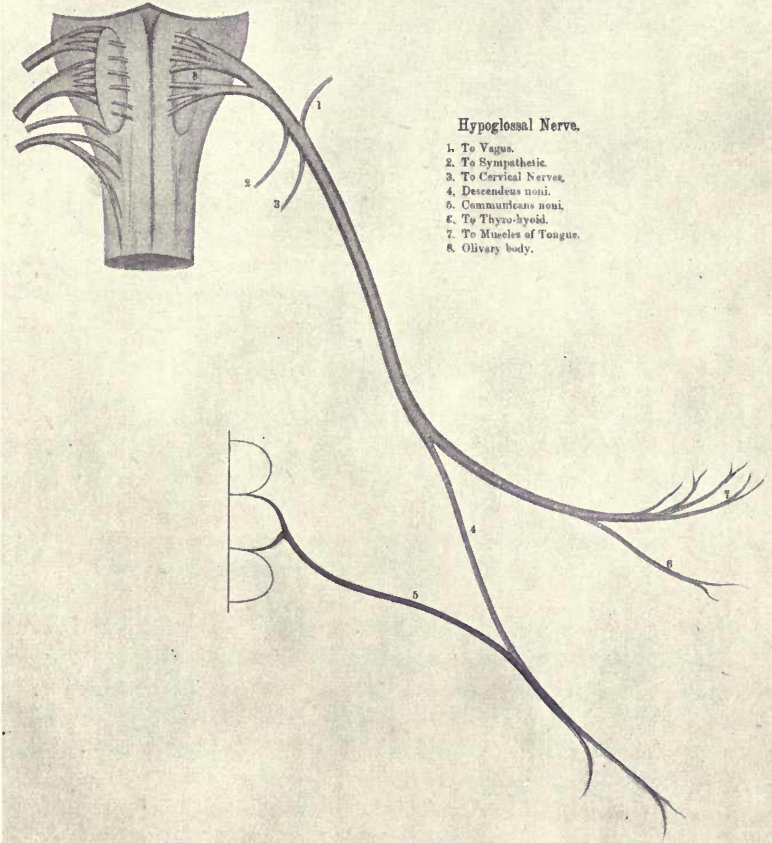 8
1
2
3
Hypoglossal Nerve.
1. To Vagus.
2. To Sympathetic.
3. To Cervical Nerves.
4. Descendens noni.
5. Communicans noni.
6. To Thyro-hyoid.
7. To Muscles of Tongue.
8. Olivary body.
7
4
6
5